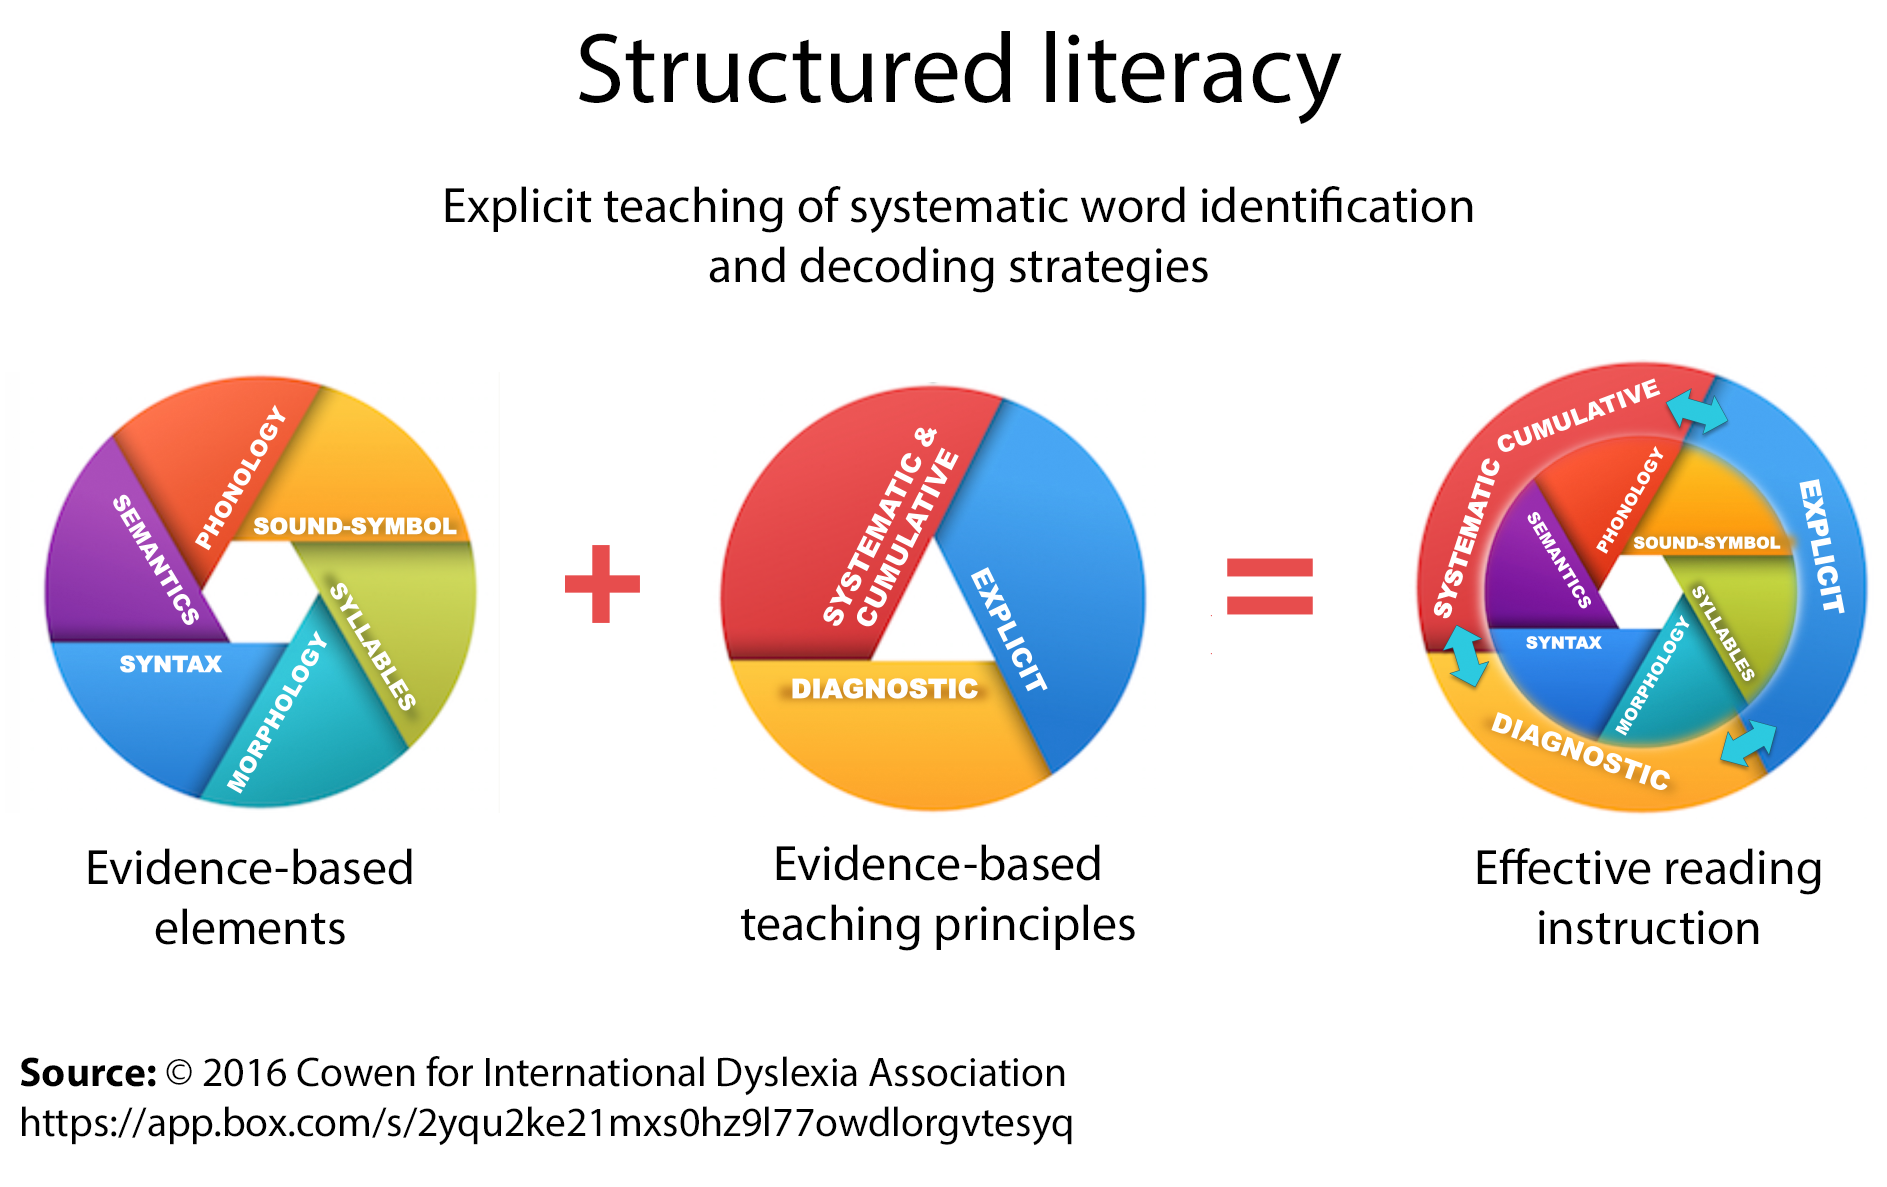 Structured literacy
Explicit teaching of systematic word identification
and decoding strategies
PHONOLOGY
SOUND-SYMBOL
SYLLABLES
MORPHOLOGY
SYNTAX
SEMANTICS
+
SYSTEMATIC &
CUMULATIVE
EXPLICIT
DIAGNOSTIC
=
SYSTEMATIC CUMULATIVE
EXPLICIT
DIAGNOSTIC
PHONOLOGY
SOUND-SYMBOL
SYLLABLES
MORPHOLOGY
SYNTAX
SEMANTICS
Evidence-based
elements
Evidence-based
teaching principles
Effective reading
instruction
Source: © 2016 Cowen for International Dyslexia Association
https://app.box.com/s/2yqu2ke21mxs0hz9l77owdlorgvtesyq